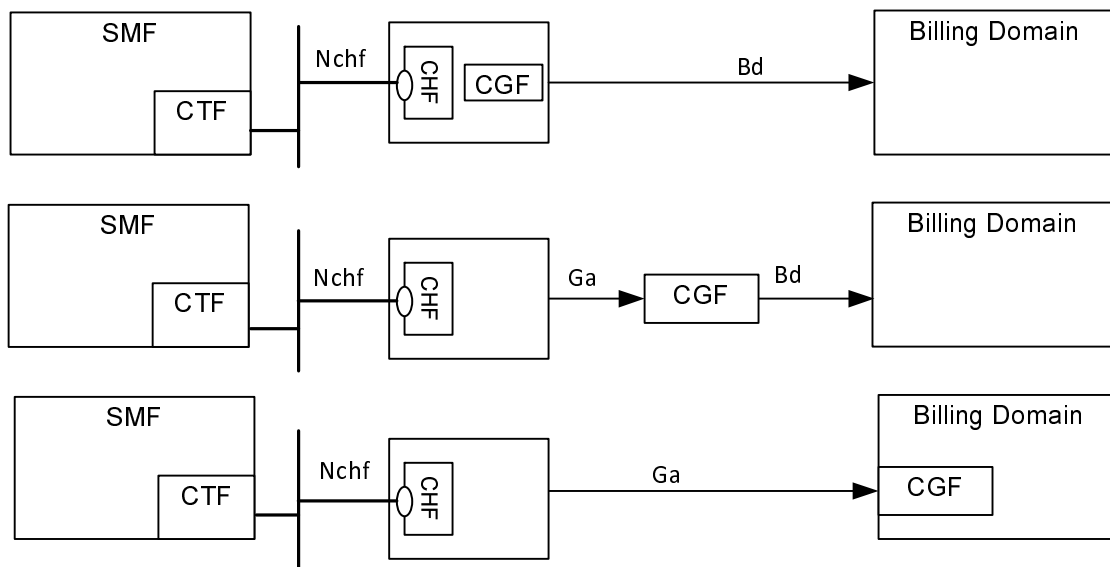 SMF
CTF
Nchf
CHF
CGF
Bd
Billing Domain
SMF
CTF
Nchf
CHF
Ga
CGF
Bd
Billing Domain
SMF
CTF
Nchf
CHF
Ga
Billing Domain
CGF